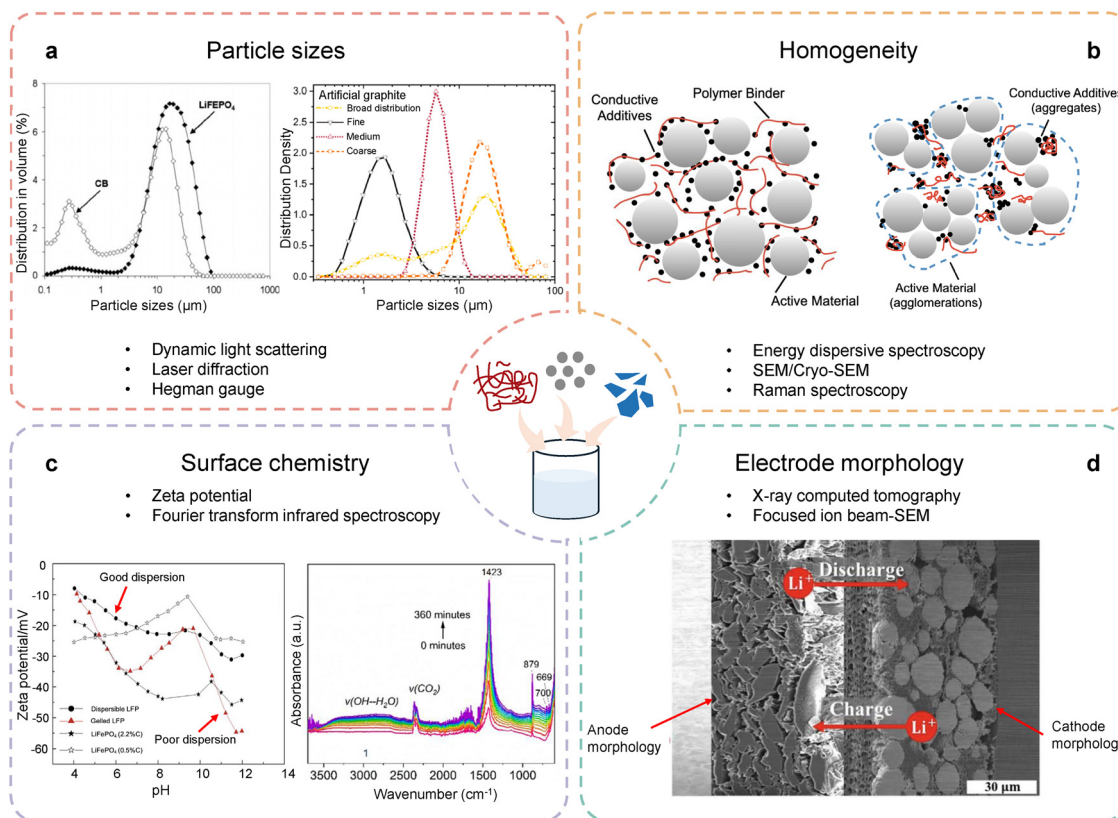 a
Particle sizes
Distribution in volume (%)
8
7
6
4
2
0
LiFEPO₄
CB
0.1
1
10
100
1000
Particle sizes (μm)
Distribution Density
3.0
2.5
2.0
1.5
1.0
0.5
0.0
Artificial graphite
Broad distribution
Fine
Medium
Coarse
1
10
100
Particle sizes (μm)
• Dynamic light scattering
• Laser diffraction
• Hegman gauge
Homogeneity
b
Conductive
Additives
Polymer Binder
Active Material
Conductive Additives
(aggregates)
Active Material
(agglomerations)
• Energy dispersive spectroscopy
• SEM/Cryo-SEM
• Raman spectroscopy
c
Surface chemistry
• Zeta potential
• Fourier transform infrared spectroscopy
Zeta potential/mV
0
-10
-20
-30
-40
-50
-60
Good dispersion
Poor dispersion
Dispersible LFP
Gelled LFP
LiFePO₄ (2.2%C)
LiFePO₄ (0.5%C)
4
6
8
10
12
14
pH
Absorbance (a.u.)
1423
360 minutes
0 minutes
879
669
700
ν(CO₂)
ν(OH--H₂O)
1
3500
3000
2500
2000
1500
1000
Wavenumber (cm⁻¹)
Electrode morphology
d
• X-ray computed tomography
• Focused ion beam-SEM
Li⁺
Discharge
Charge
Li⁺
Anode
morphology
Cathode
morpholog
30 μm